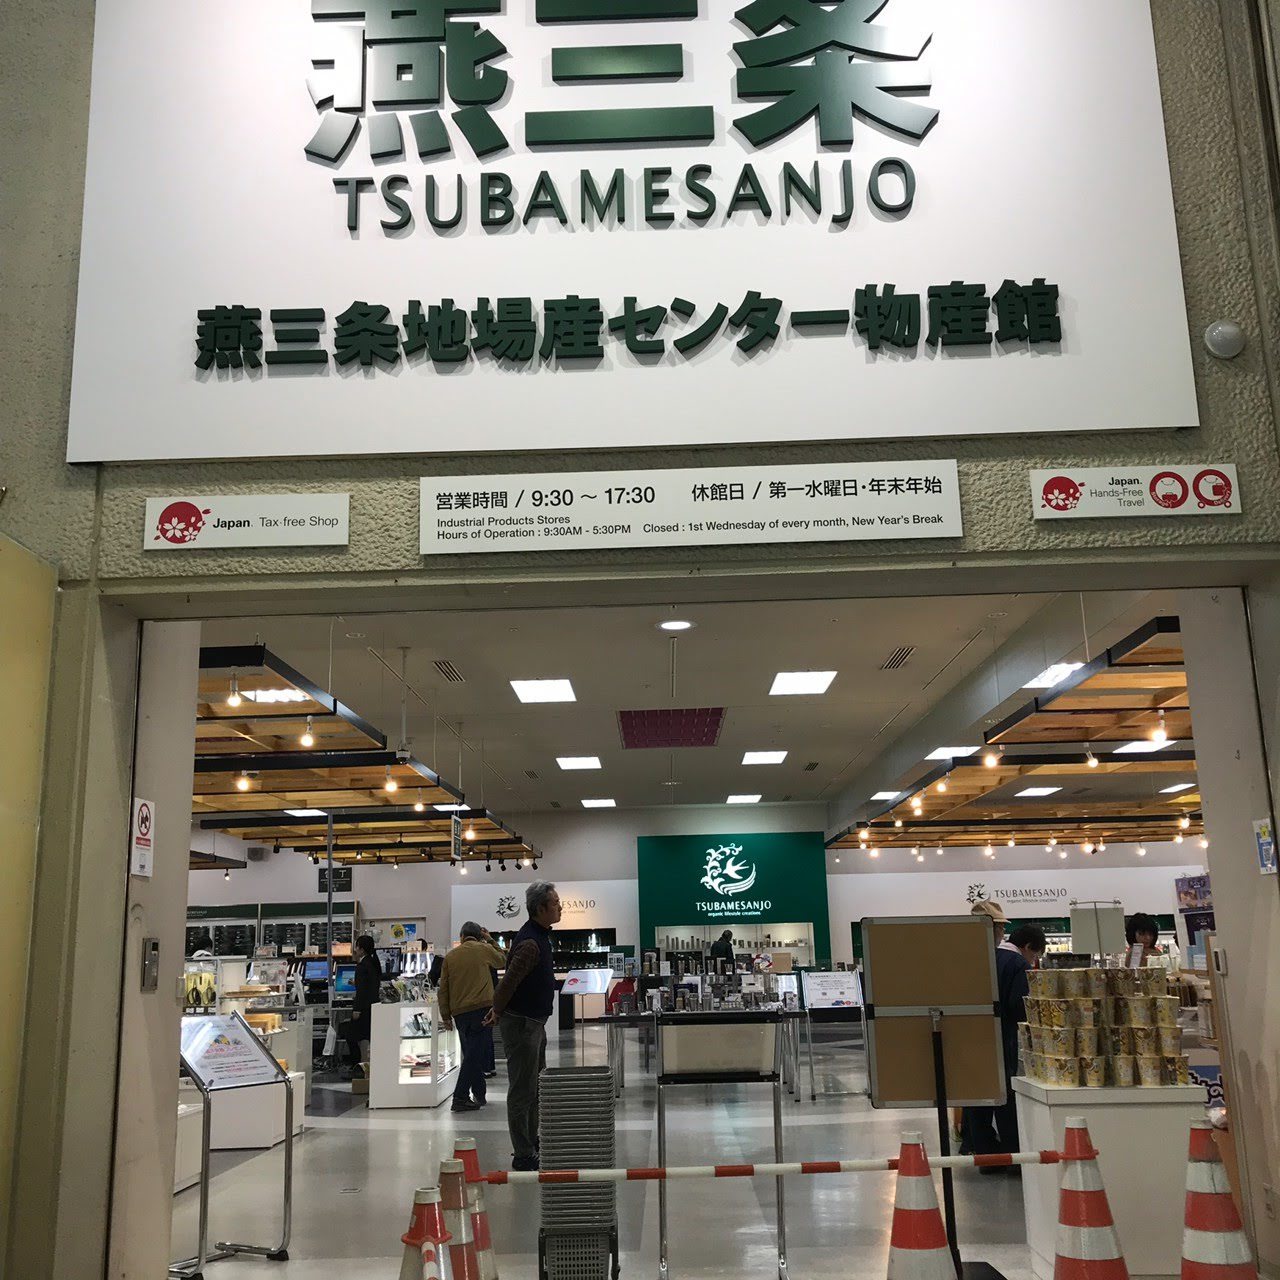 燕三条
TSUBAMESANJO
燕三条地場産センター物産館
Japan. Tax-free Shop
営業時間 / 9:30 ～ 17:30 休館日 / 第一水曜日・年末年始
Industrial Products Stores
Hours of Operation : 9:30AM - 5:30PM Closed : 1st Wednesday of every month, New Year's Break
Japan.
Hands-Free
Travel
TSUBAMESANJO
organic lifestyle creations
TSUBAMESANJO
organic lifestyle creations